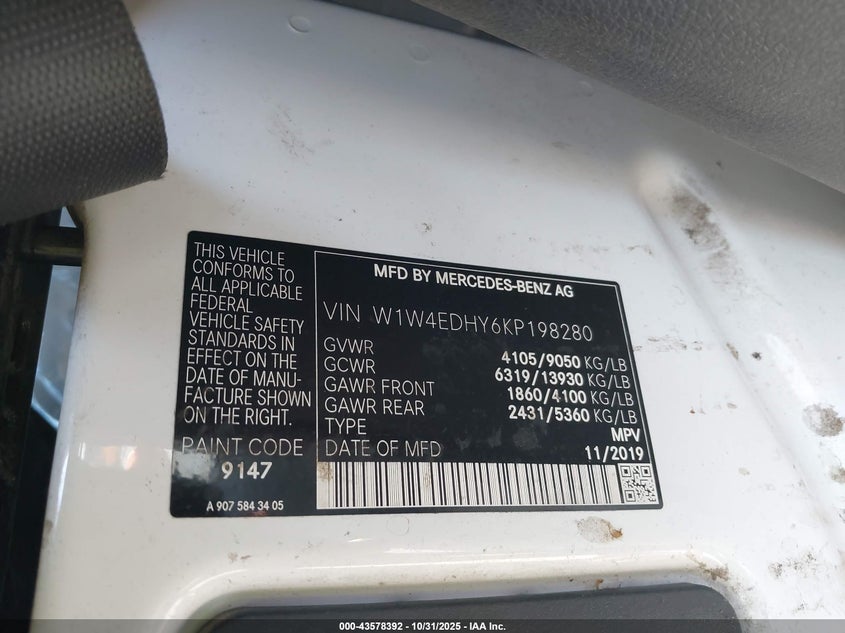 THIS VEHICLE
CONFORMS TO
ALL APPLICABLE
FEDERAL
VEHICLE SAFETY
STANDARDS IN
EFFECT ON THE
DATE OF MANU-
FACTURE SHOWN
ON THE RIGHT.
PAINT CODE
9147
A 907 584 34 05
MFD BY MERCEDES-BENZ AG
VIN W1W4EDHY6KP198280
GVWR 4105/9050 KG/LB
GCWR 6319/13930 KG/LB
GAWR FRONT 1860/4100 KG/LB
GAWR REAR 2431/5360 KG/LB
TYPE MPV
DATE OF MFD 11/2019
000-43578392 - 10/31/2025 - IAA Inc.